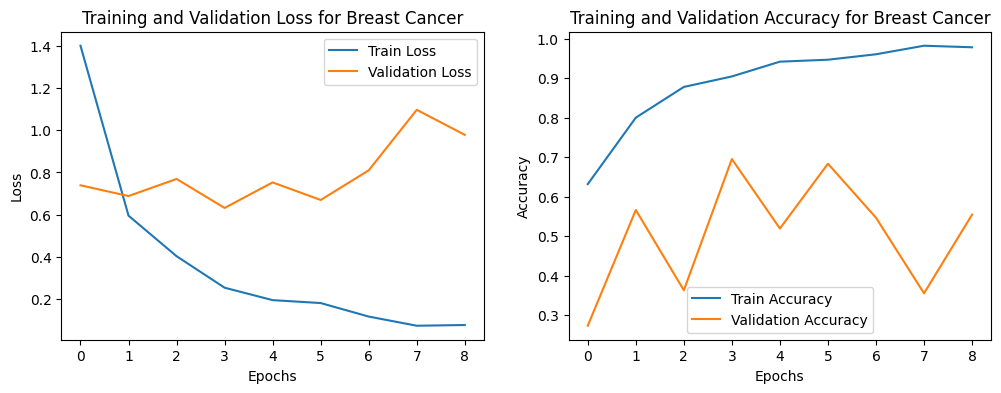 Training and Validation Loss for Breast Cancer
Train Loss
Validation Loss
1.4
1.2
1.0
0.8
0.6
0.4
0.2
Loss
0 1 2 3 4 5 6 7 8
Epochs
Training and Validation Accuracy for Breast Cancer
1.0
0.9
0.8
0.7
0.6
0.5
0.4
0.3
Accuracy
Train Accuracy
Validation Accuracy
0 1 2 3 4 5 6 7 8
Epochs